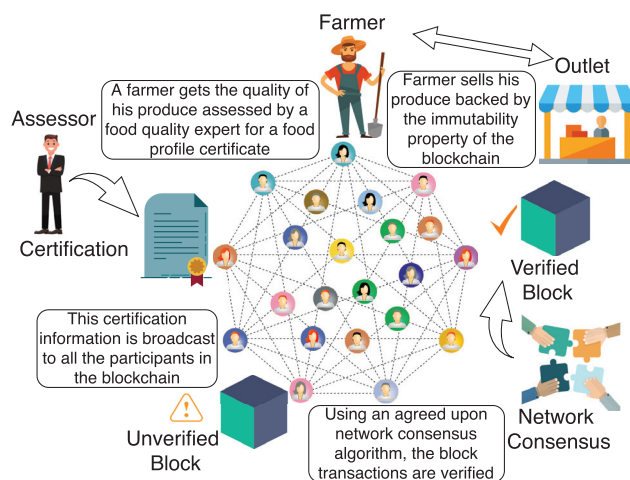 Farmer
Outlet
A farmer gets the quality of
his produce assessed by a
food quality expert for a food
profile certificate
Farmer sells his
produce backed by
the immutability
property of the
blockchain
Assessor
Certification
Verified
Block
This certification
information is broadcast
to all the participants in
the blockchain
Network
Consensus
Unverified
Block
Using an agreed upon
network consensus
algorithm, the block
transactions are verified